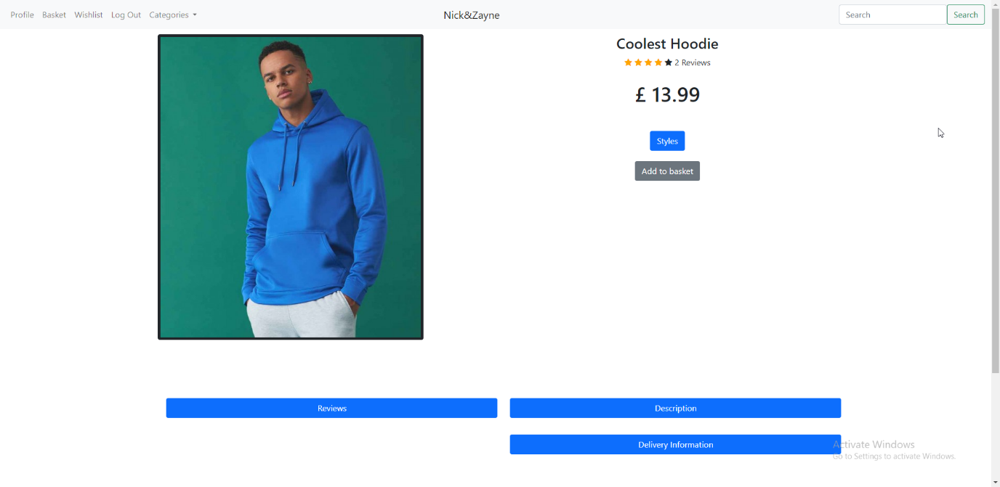 Profile Basket Wishlist Log Out Categories
Nick&Zayne
Search Search
Coolest Hoodie
2 Reviews
£ 13.99
Styles
Add to basket
Reviews
Description
Delivery Information
Activate Windows
Go to Settings to activate Windows.